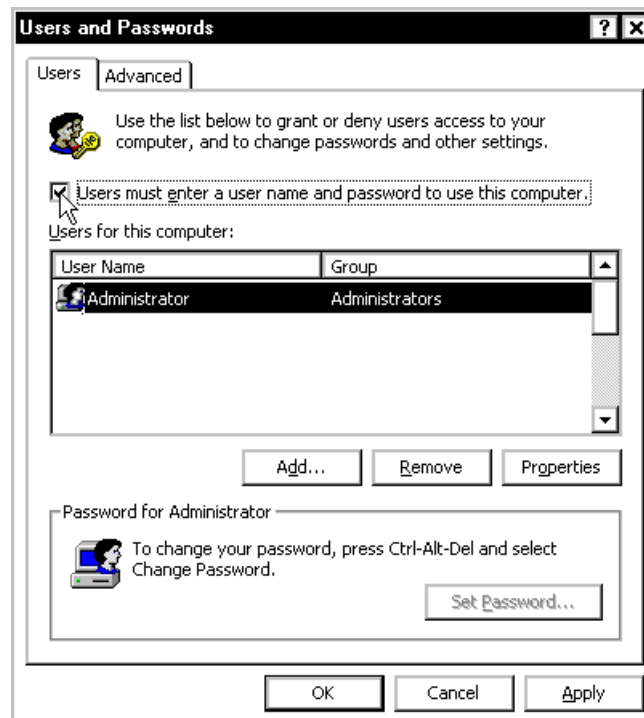 Users and Passwords
Users Advanced
Use the list below to grant or deny users access to your
computer, and to change passwords and other settings.
Users must enter a user name and password to use this computer.
Users for this computer:
User Name Group
Administrator Administrators
Add... Remove Properties
Password for Administrator
To change your password, press Ctrl-Alt-Del and select
Change Password.
Set Password...
OK Cancel Apply